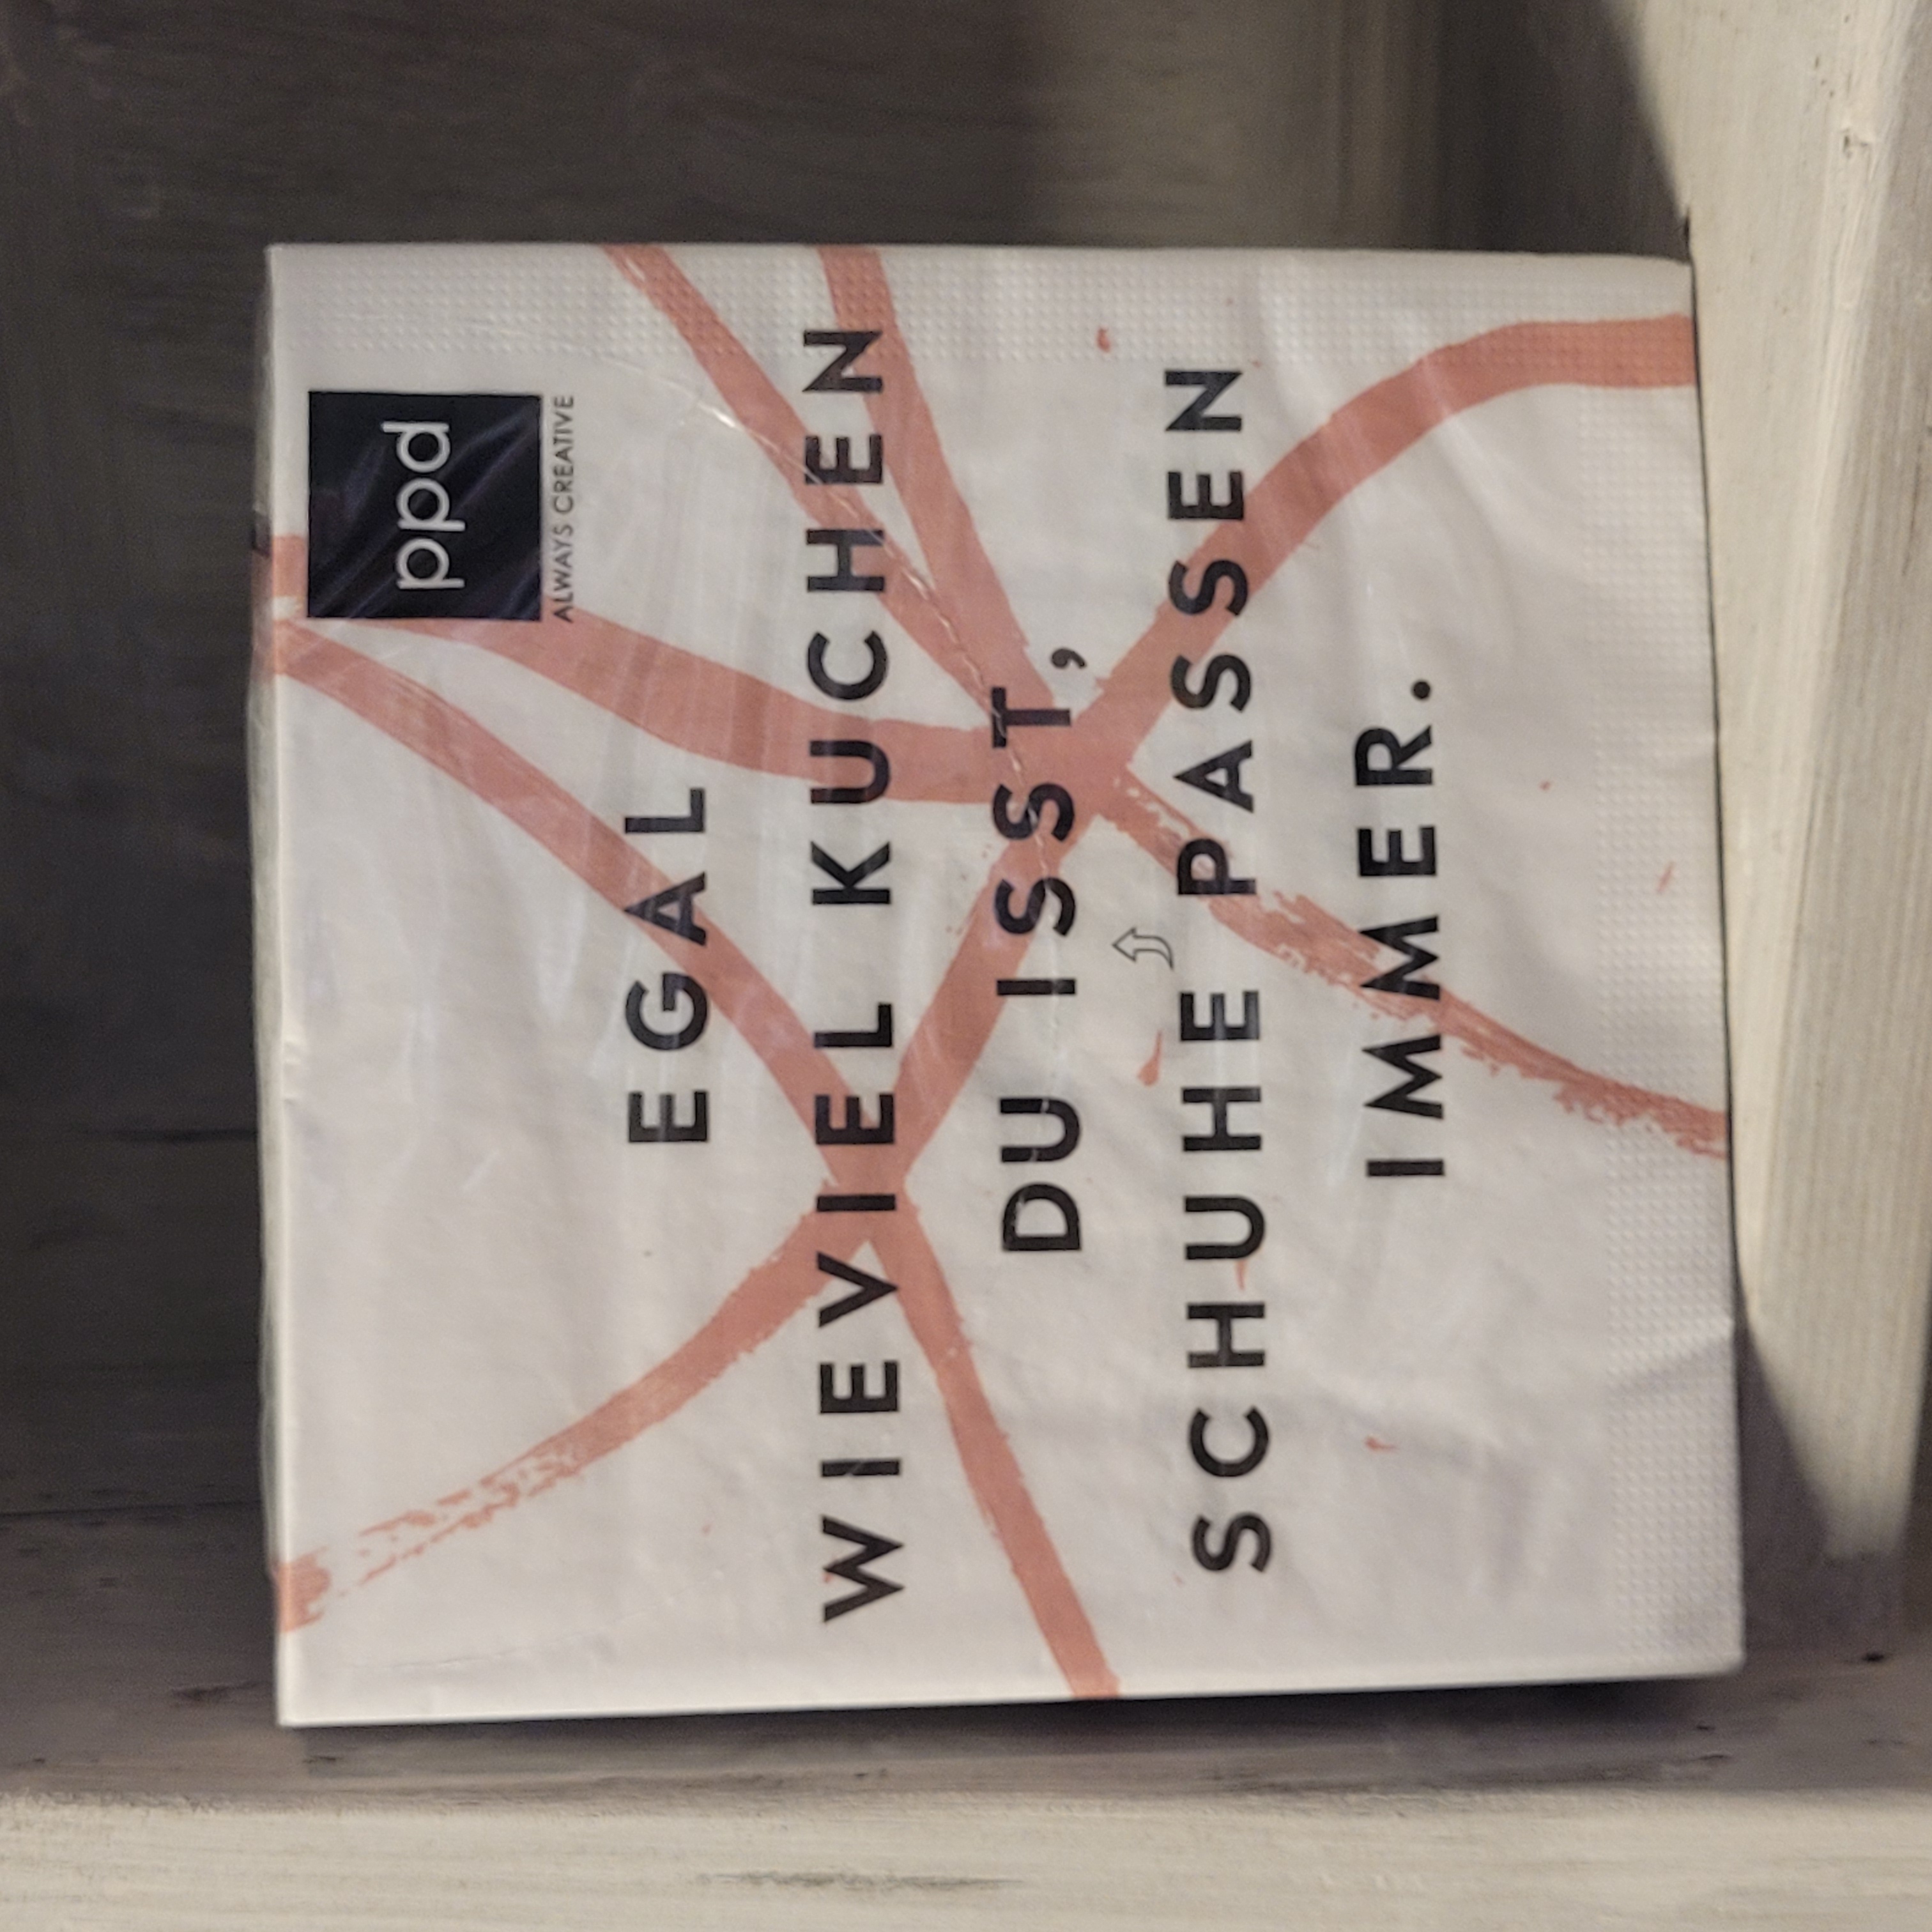 ppd
ALWAYS CREATIVE
EGAL
WIEVIEL KUCHEN
DU ISST,
SCHUHE PASSEN
IMMER.